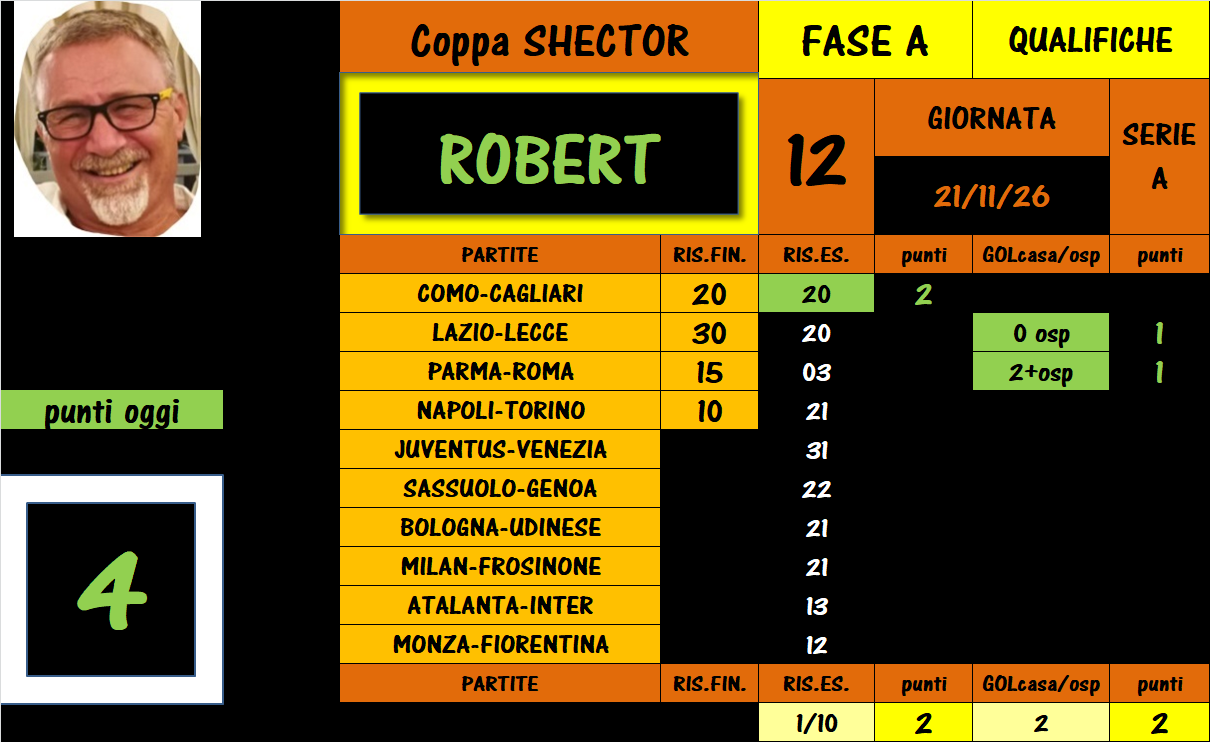 Coppa SHECTOR FASE A QUALIFICHE
ROBERT 12 GIORNATA SERIE A
21/11/26
PARTITE RIS.FIN. RIS.ES. punti GOLcasa/osp punti
COMO-CAGLIARI 20 20 2
LAZIO-LECCE 30 20 0 osp 1
PARMA-ROMA 15 03 2+osp 1
punti oggi
NAPOLI-TORINO 10 21
JUVENTUS-VENEZIA 31
SASSUOLO-GENOA 22
BOLOGNA-UDINESE 21
MILAN-FROSINONE 21
4
ATALANTA-INTER 13
MONZA-FIORENTINA 12
PARTITE RIS.FIN. RIS.ES. punti GOLcasa/osp punti
1/10 2 2 2